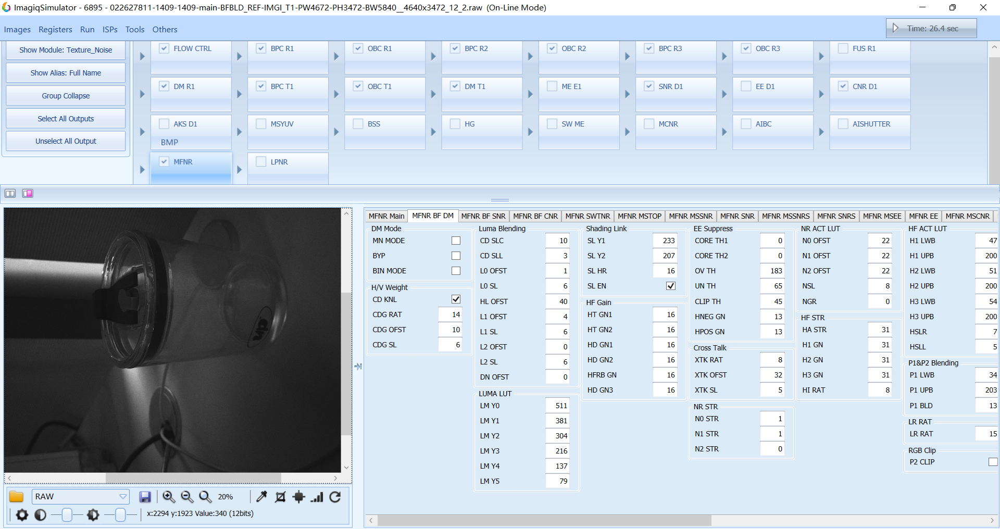 ImagiqSimulator - 6895 - 022627811-1409-1409-main-BFBLD_REF-IMGI_T1-PW4672-PH3472-BW5840__4640x3472_12_2.raw (On-Line Mode)
Images Registers Run ISPs Tools Others
Time: 26.4 sec
Show Module: Texture_Noise
Show Alias: Full Name
Group Collapse
Select All Outputs
Unselect All Output
FLOW CTRL BPC R1 OBC R1 BPC R2 OBC R2 BPC R3 OBC R3 FUS R1
DM R1 BPC T1 OBC T1 DM T1 ME E1 SNR D1 EE D1 CNR D1
AKS D1 MSYUV BSS HG SW ME MCNR AIBC AISHUTTER
BMP
MFNR LPNR
RAW
20%
x:2294 y:1923 Value:340 (12bits)
MFNR Main MFNR BF DM MFNR BF SNR MFNR BF CNR MFNR SWTNR MFNR MSTOP MFNR MSSNR MFNR SNR MFNR MSSNRS MFNR SNRS MFNR MSEE MFNR EE MFNR MSCNR
DM Mode
MN MODE
BYP
BIN MODE
H/V Weight
CD KNL
CDG RAT 14
CDG OFST 10
CDG SL 6
Luma Blending
CD SLC 10
CD SLL 3
L0 OFST 1
L0 SL 6
HL OFST 40
L1 OFST 4
L1 SL 6
L2 OFST 0
L2 SL 6
DN OFST 0
LUMA LUT
LM Y0 511
LM Y1 381
LM Y2 304
LM Y3 216
LM Y4 137
LM Y5 79
Shading Link
SL Y1 233
SL Y2 207
SL HR 16
SL EN
HF Gain
HT GN1 16
HT GN2 16
HD GN1 16
HD GN2 16
HFRB GN 16
HD GN3 16
EE Suppress
CORE TH1 0
CORE TH2 0
OV TH 183
UN TH 65
CLIP TH 45
HNEG GN 13
HPOS GN 13
Cross Talk
XTK RAT 8
XTK OFST 32
XTK SL 5
NR STR
N0 STR 1
N1 STR 1
N2 STR 0
NR ACT LUT
N0 OFST 22
N1 OFST 22
N2 OFST 22
NSL 8
NGR 0
HF STR
HA STR 31
H1 GN 31
H2 GN 31
H3 GN 31
HI RAT 8
HF ACT LUT
H1 LWB 47
H1 UPB 200
H2 LWB 51
H2 UPB 200
H3 LWB 54
H3 UPB 200
HSLR 7
HSLL 5
P1&P2 Blending
P1 LWB 34
P1 UPB 203
P1 BLD 13
LR RAT
LR RAT 15
RGB Clip
P2 CLIP